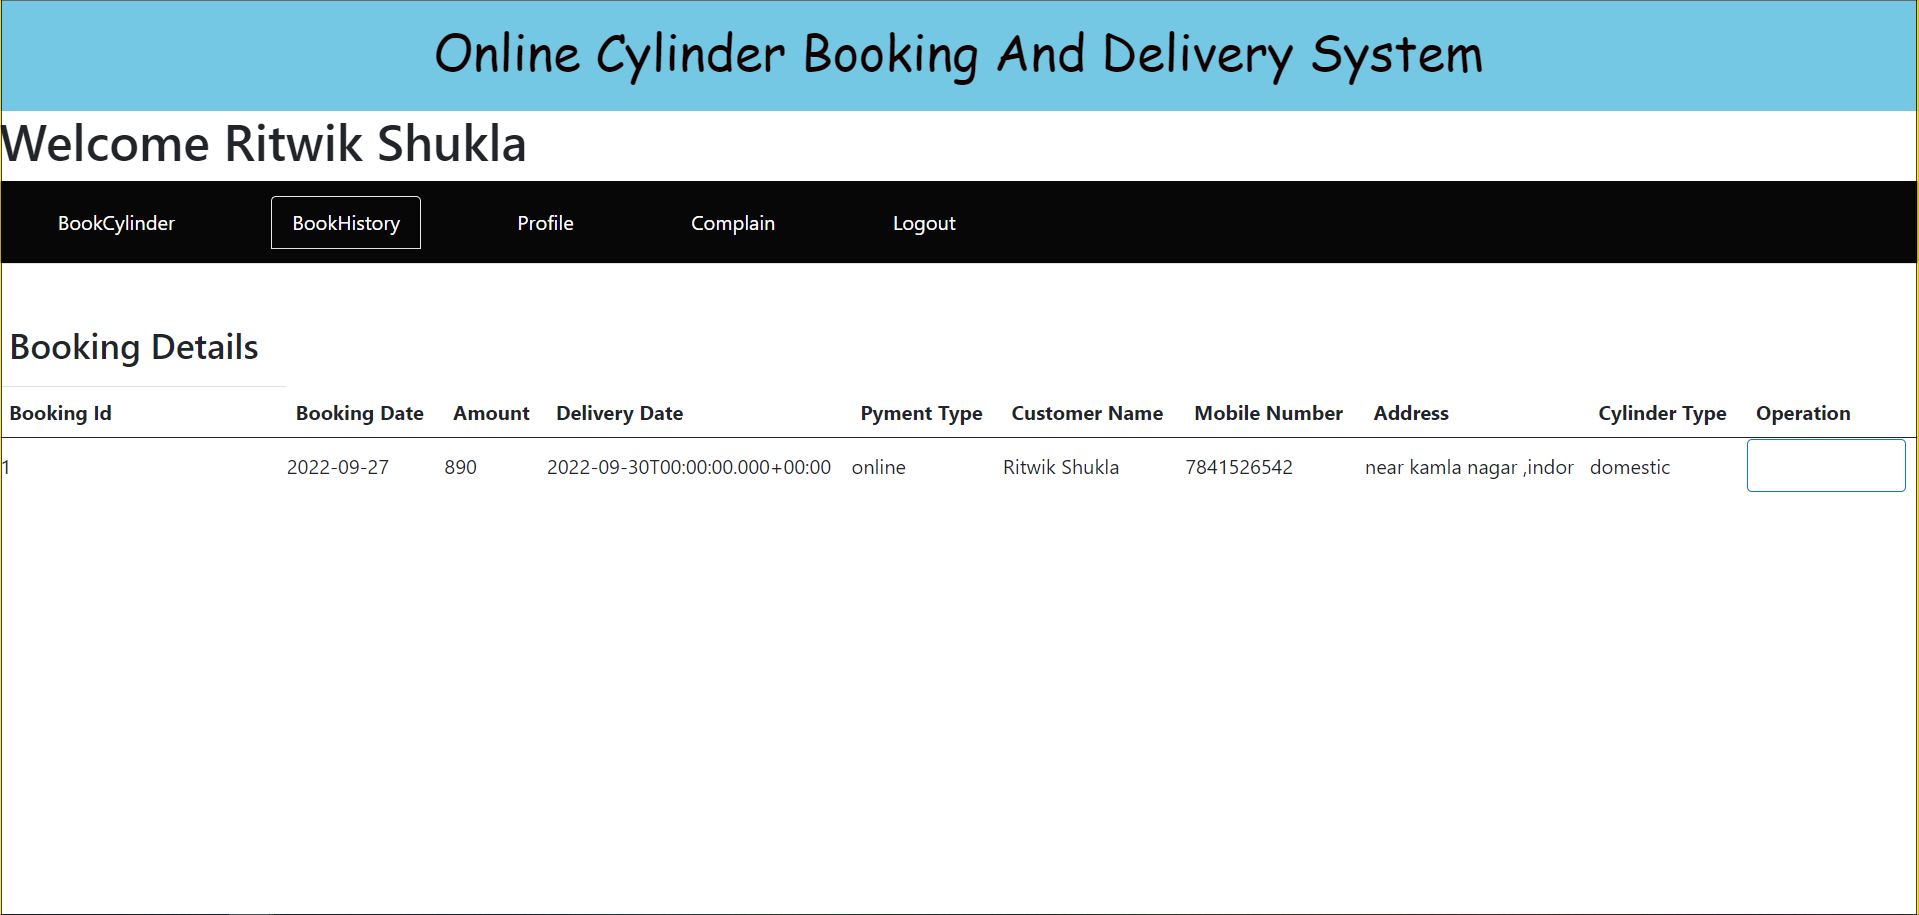 Online Cylinder Booking And Delivery System
Welcome Ritwik Shukla
BookCylinder BookHistory Profile Complain Logout
Booking Details
Booking Id Booking Date Amount Delivery Date Pyment Type Customer Name Mobile Number Address Cylinder Type Operation
1 2022-09-27 890 2022-09-30T00:00:00.000+00:00 online Ritwik Shukla 7841526542 near kamla nagar ,indor domestic